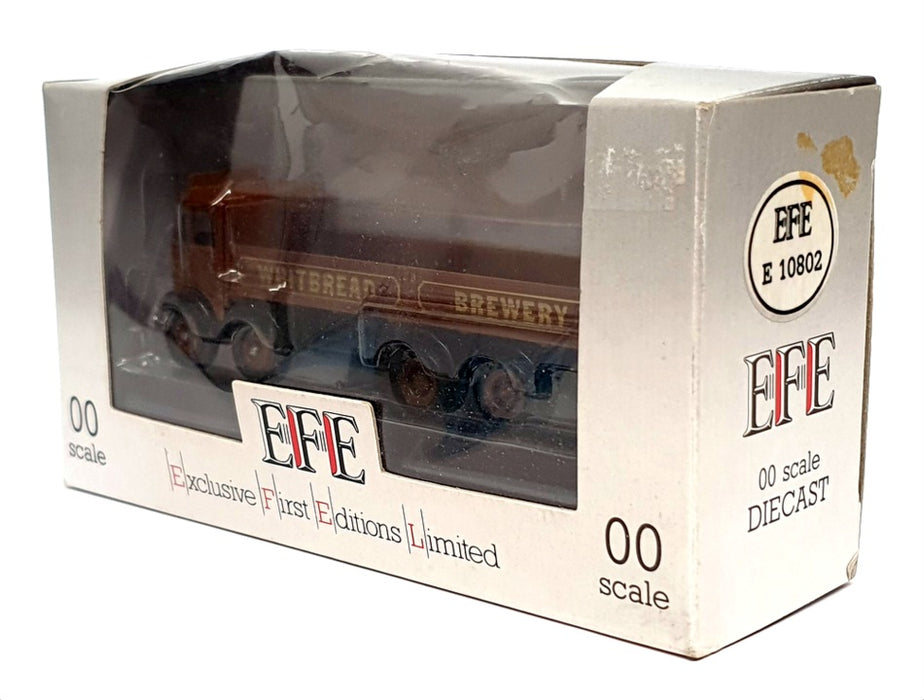 WHITBREAD BREWERY
EFE
00
scale
Exclusive First Editions Limited
00
scale
EFE
E 10802
EFE
00 scale
DIECAST